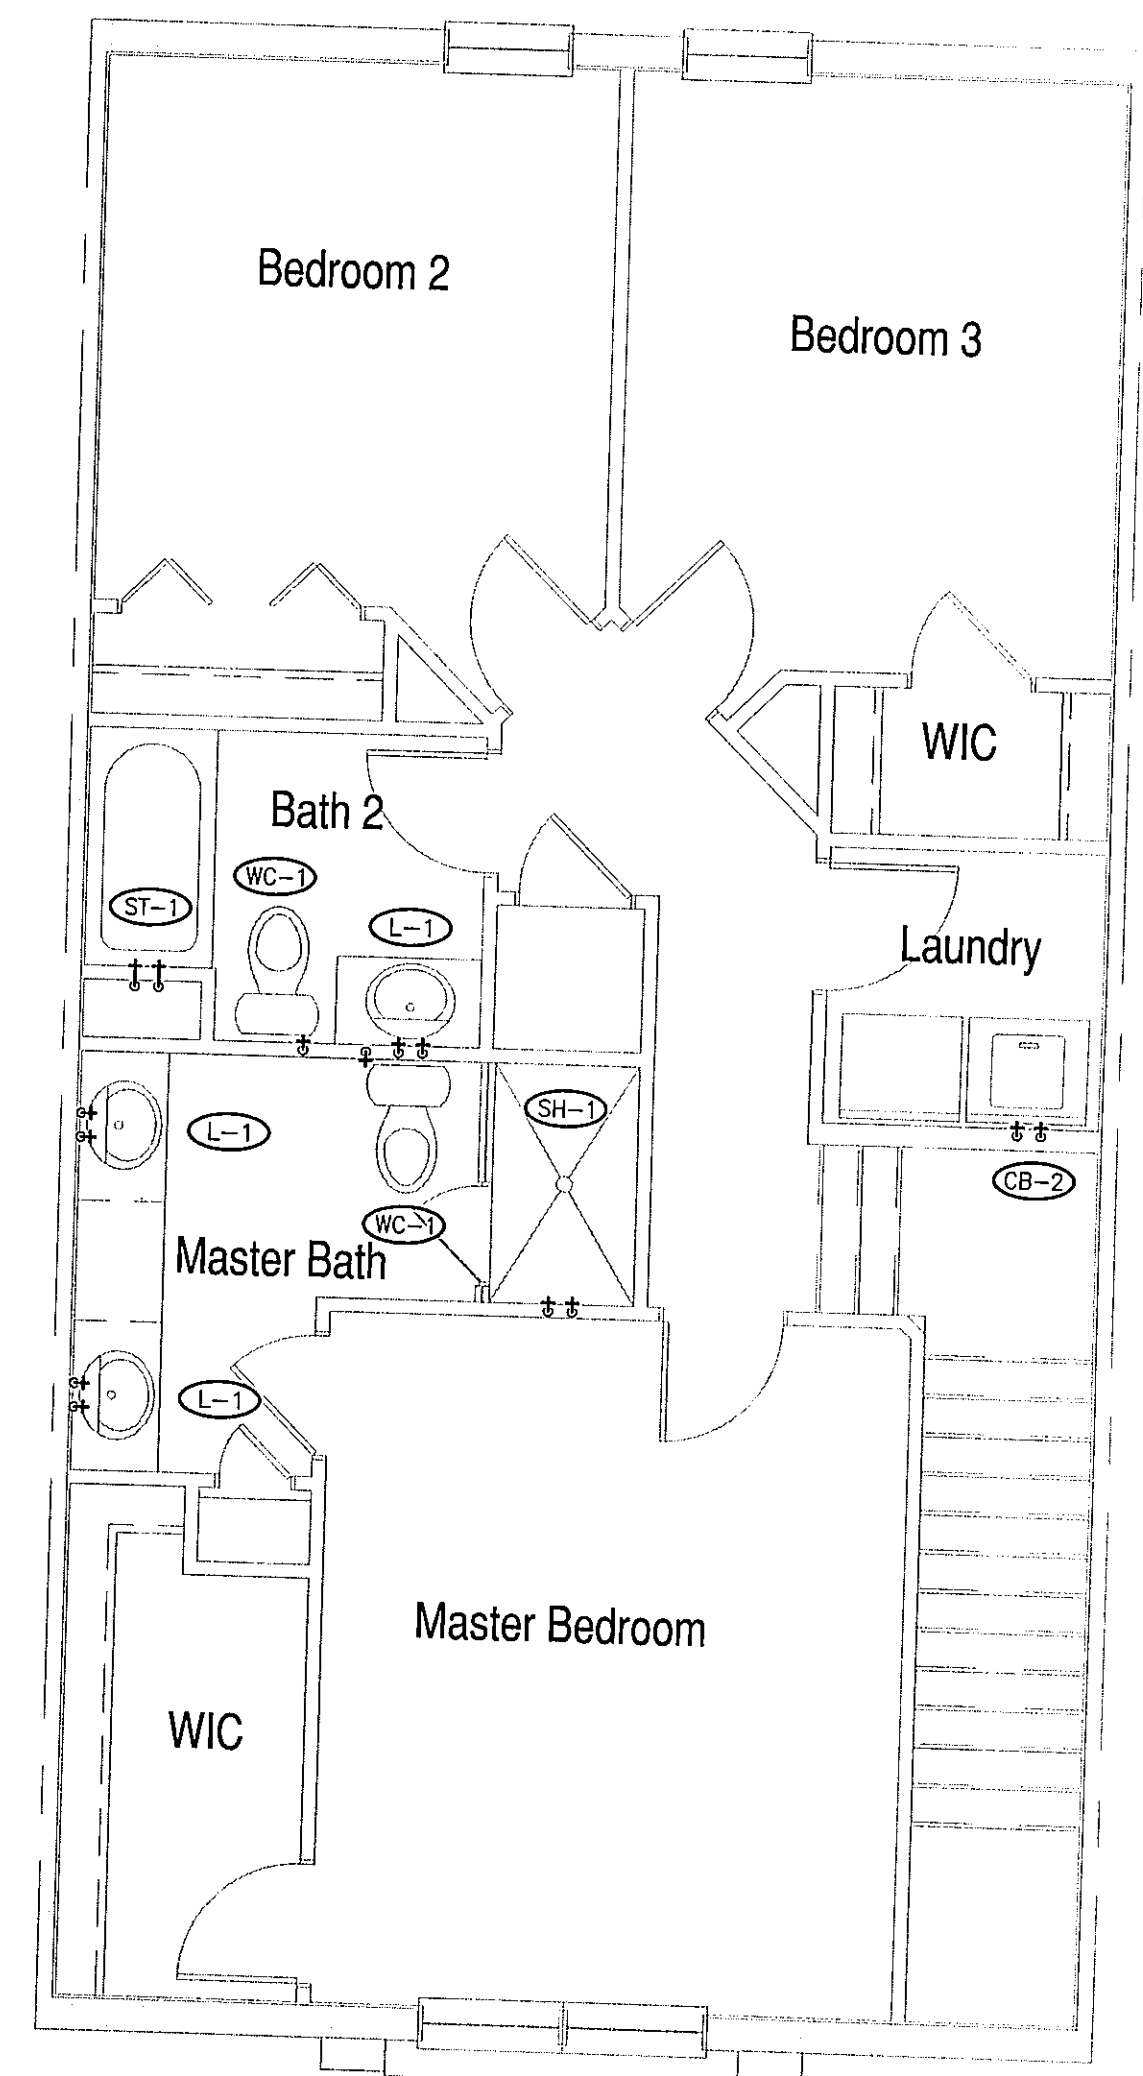 Bedroom 2
Bedroom 3
WIC
Bath 2
WC-1
ST-1
L-1
Laundry
SH-1
L-1
CB-2
WC-1
Master Bath
L-1
Master Bedroom
WIC